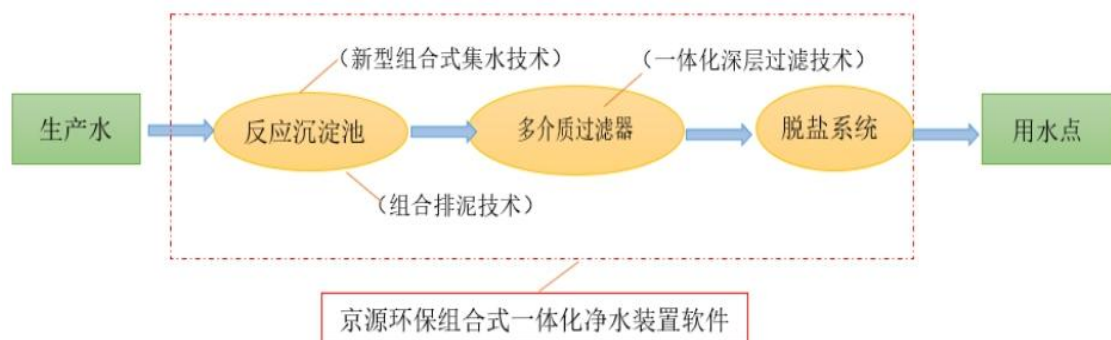 （新型组合式集水技术）
（一体化深层过滤技术）
生产水
反应沉淀池
多介质过滤器
脱盐系统
用水点
（组合排泥技术）
京源环保组合式一体化净水装置软件